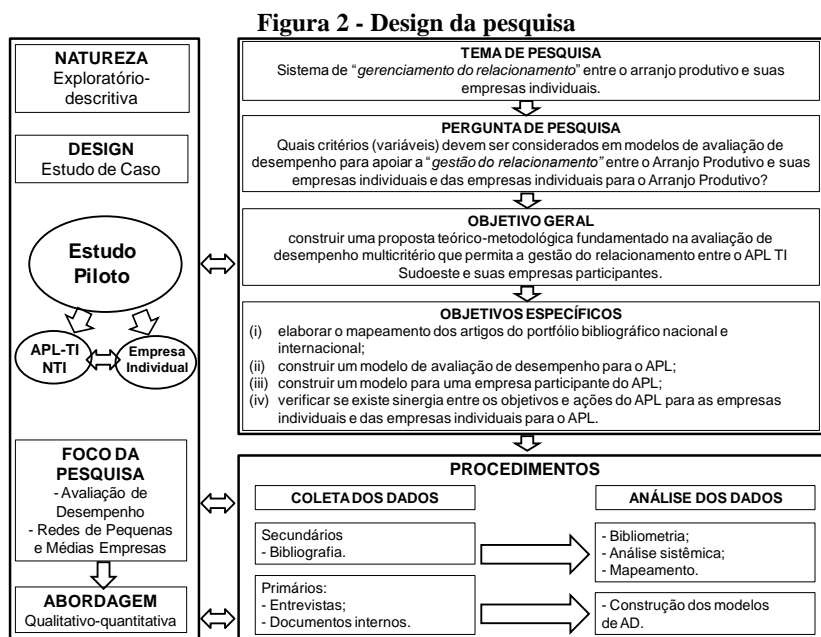 Figura 2 - Design da pesquisa
NATUREZA
Exploratório-
descritiva
DESIGN
Estudo de Caso
Estudo
Piloto
APL-TI
NTI
Empresa
Individual
FOCO DA
PESQUISA
- Avaliação de
Desempenho
- Redes de Pequenas
e Médias Empresas
ABORDAGEM
Qualitativo-quantitativa
TEMA DE PESQUISA
Sistema de “gerenciamento do relacionamento” entre o arranjo produtivo e suas
empresas individuais.
PERGUNTA DE PESQUISA
Quais critérios (variáveis) devem ser considerados em modelos de avaliação de
desempenho para apoiar a “gestão do relacionamento” entre o Arranjo Produtivo e suas
empresas individuais e das empresas individuais para o Arranjo Produtivo?
OBJETIVO GERAL
construir uma proposta teórico-metodológica fundamentado na avaliação de
desempenho multicritério que permita a gestão do relacionamento entre o APL TI
Sudoeste e suas empresas participantes.
OBJETIVOS ESPECÍFICOS
(i) elaborar o mapeamento dos artigos do portfólio bibliográfico nacional e
internacional;
(ii) construir um modelo de avaliação de desempenho para o APL;
(iii) construir um modelo para uma empresa participante do APL;
(iv) verificar se existe sinergia entre os objetivos e ações do APL para as empresas
individuais e das empresas individuais para o APL.
PROCEDIMENTOS
COLETA DOS DADOS
ANÁLISE DOS DADOS
Secundários
- Bibliografia.
- Bibliometria;
- Análise sistêmica;
- Mapeamento.
Primários:
- Entrevistas;
- Documentos internos.
- Construção dos modelos
de AD.